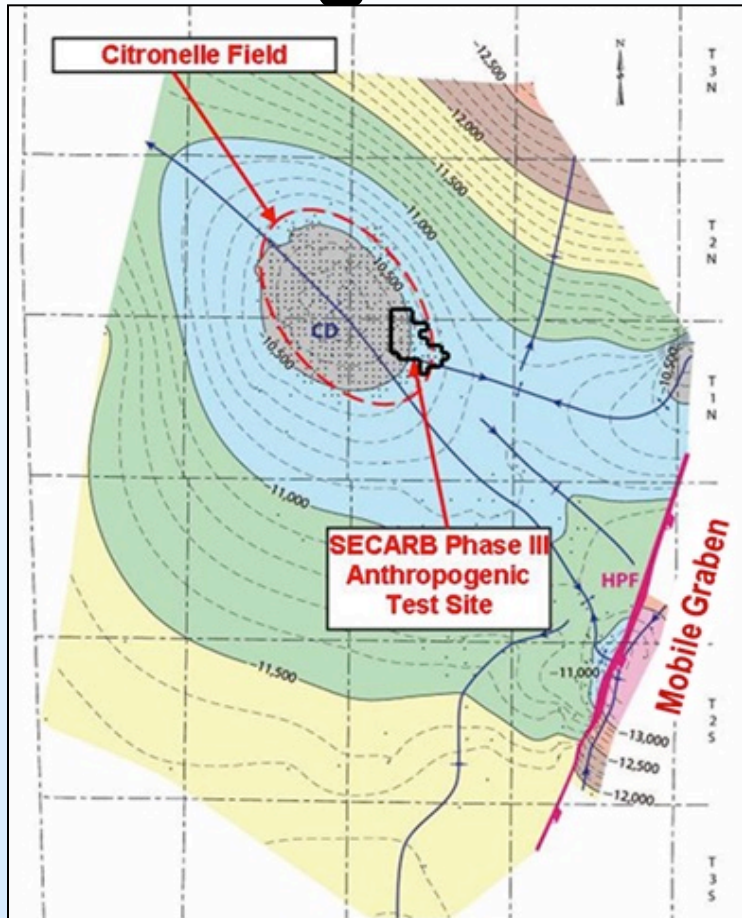 Citronelle Field
-12,500
N
T
3
N
-12,000
-11,500
-11,000
T
2
N
-10,500
CD
-10,500
-10,500
T
1
N
-11,000
SECARB Phase III
Anthropogenic
Test Site
HPF
Mobile Graben
-11,000
-11,500
T
2
S
-13,000
-12,500
-12,000
T
3
S